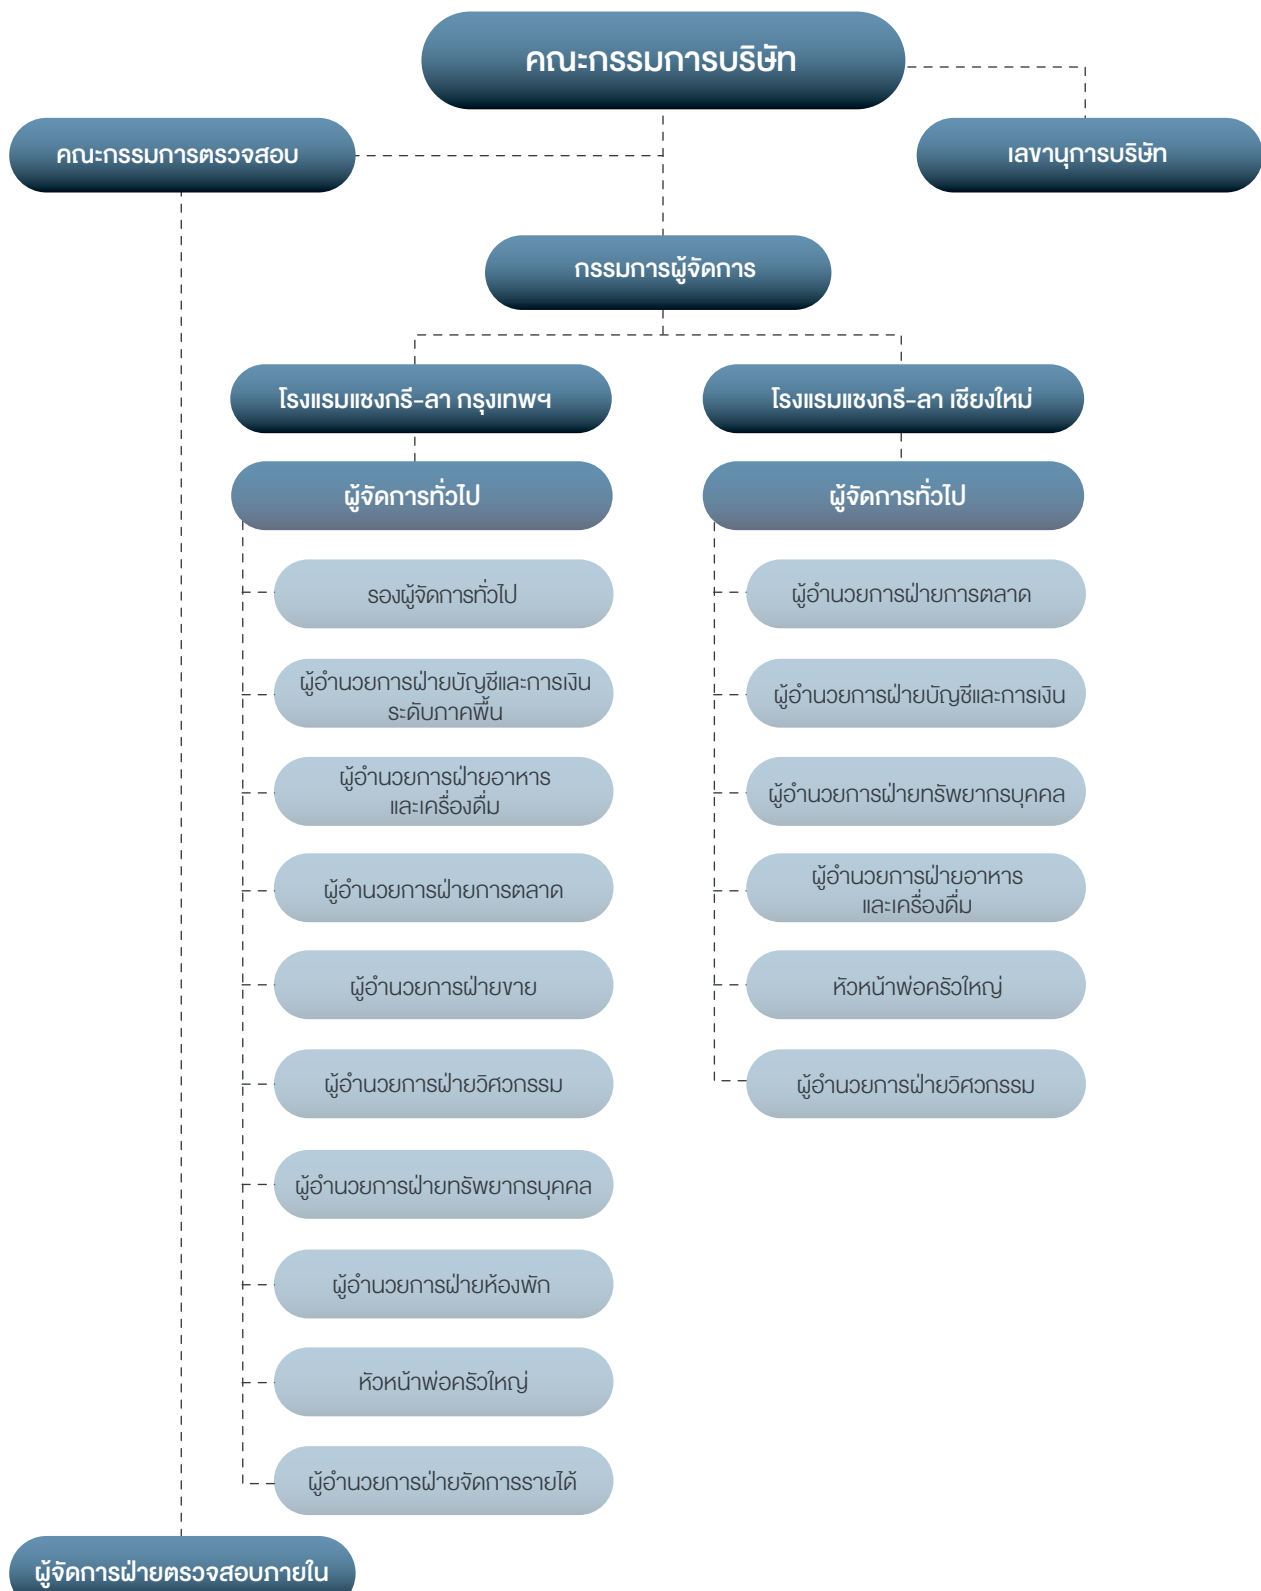 คณะกรรมการบริษัท
คณะกรรมการตรวจสอบ
เลขานุการบริษัท
กรรมการผู้จัดการ
โรงแรมแชงกรี-ลา กรุงเทพฯ
ผู้จัดการทั่วไป
รองผู้จัดการทั่วไป
ผู้อำนวยการฝ่ายบัญชีและการเงิน
ระดับภาคพื้น
ผู้อำนวยการฝ่ายอาหาร
และเครื่องดื่ม
ผู้อำนวยการฝ่ายการตลาด
ผู้อำนวยการฝ่ายขาย
ผู้อำนวยการฝ่ายวิศวกรรม
ผู้อำนวยการฝ่ายทรัพยากรบุคคล
ผู้อำนวยการฝ่ายห้องพัก
หัวหน้าพ่อครัวใหญ่
ผู้อำนวยการฝ่ายจัดการรายได้
โรงแรมแชงกรี-ลา เชียงใหม่
ผู้จัดการทั่วไป
ผู้อำนวยการฝ่ายการตลาด
ผู้อำนวยการฝ่ายบัญชีและการเงิน
ผู้อำนวยการฝ่ายทรัพยากรบุคคล
ผู้อำนวยการฝ่ายอาหาร
และเครื่องดื่ม
หัวหน้าพ่อครัวใหญ่
ผู้อำนวยการฝ่ายวิศวกรรม
ผู้จัดการฝ่ายตรวจสอบภายใน